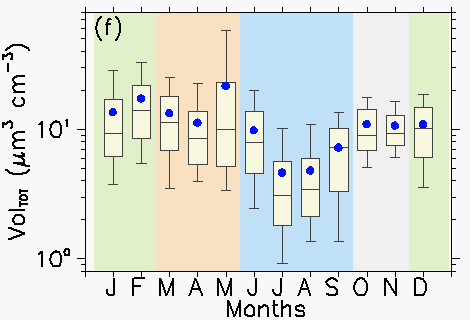 (f)
10¹
10⁰
Vol_TOT (μm³ cm⁻³)
J F M A M J J A S O N D
Months